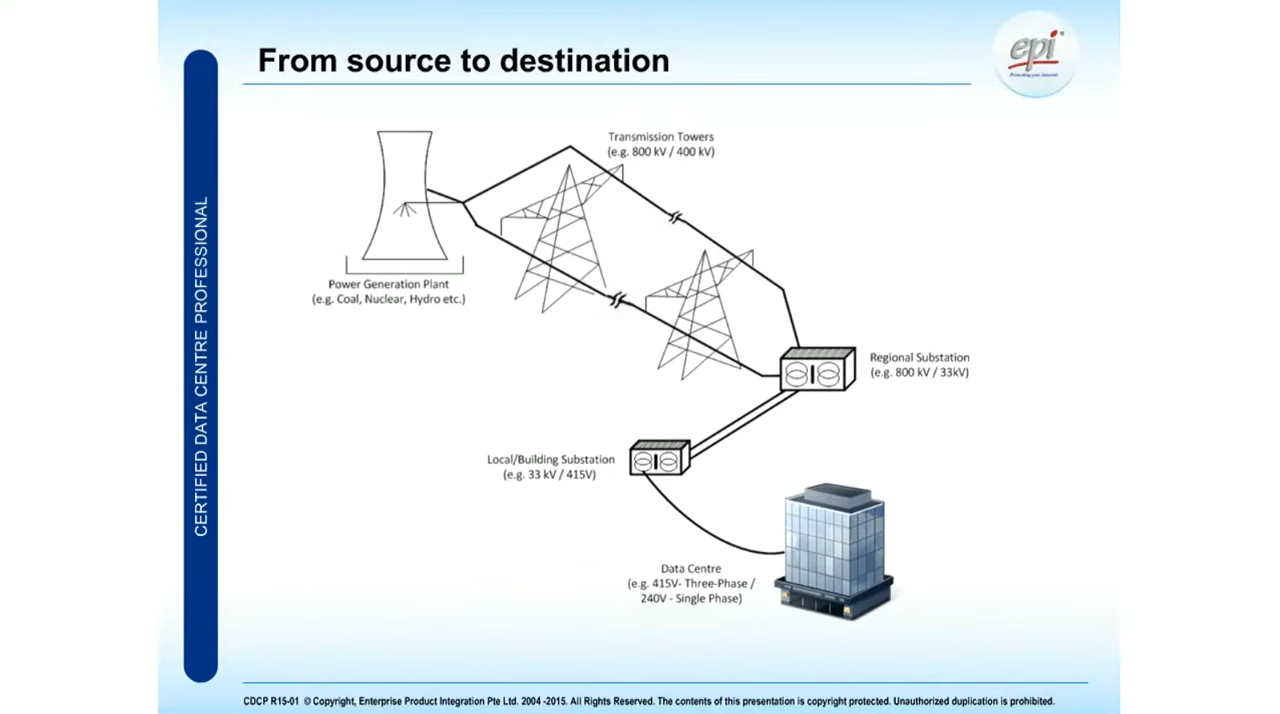 From source to destination
epi
Protecting your interests
CERTIFIED DATA CENTRE PROFESSIONAL
Transmission Towers
(e.g. 800 kV / 400 kV)
Power Generation Plant
(e.g. Coal, Nuclear, Hydro etc.)
Regional Substation
(e.g. 800 kV / 33kV)
Local/Building Substation
(e.g. 33 kV / 415V)
Data Centre
(e.g. 415V- Three-Phase /
240V - Single Phase)
CDCP R15-01 © Copyright, Enterprise Product Integration Pte Ltd. 2004 -2015. All Rights Reserved. The contents of this presentation is copyright protected. Unauthorized duplication is prohibited.